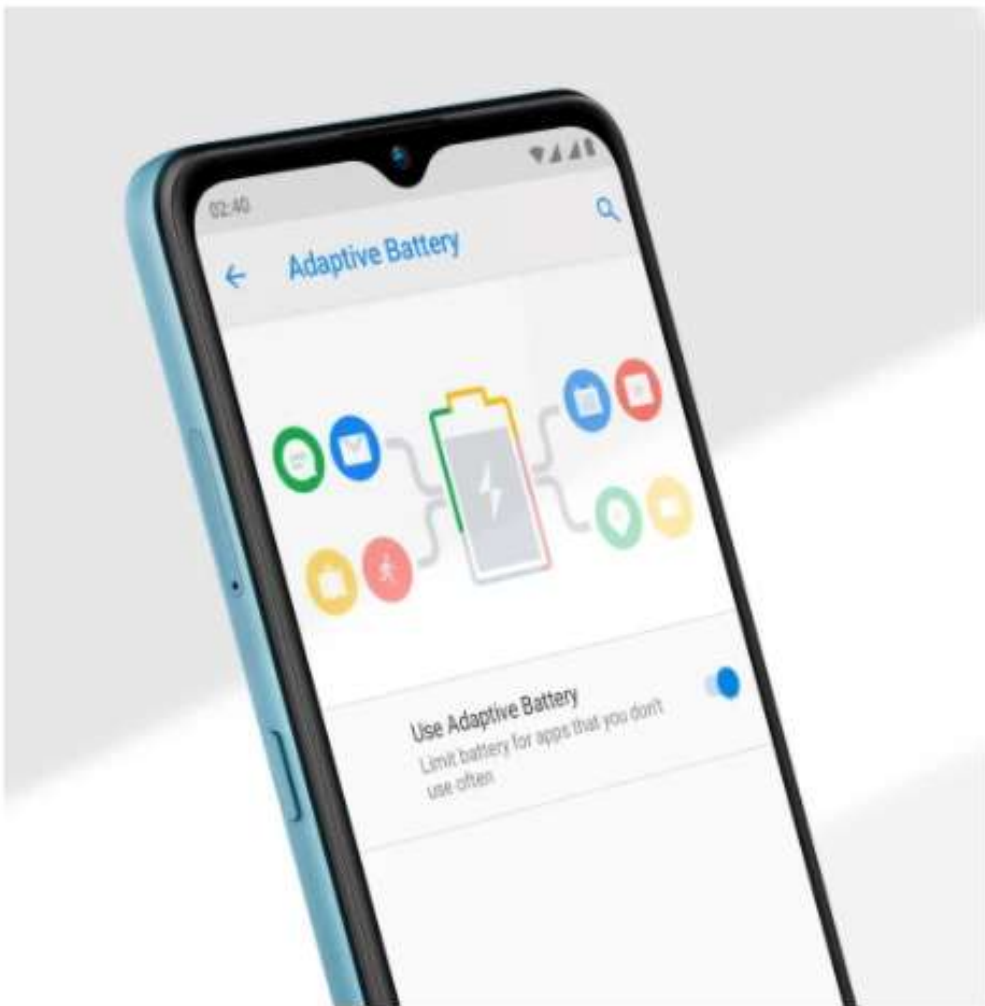 02:40
Adaptive Battery
Use Adaptive Battery
Limit battery for apps that you don't
use often